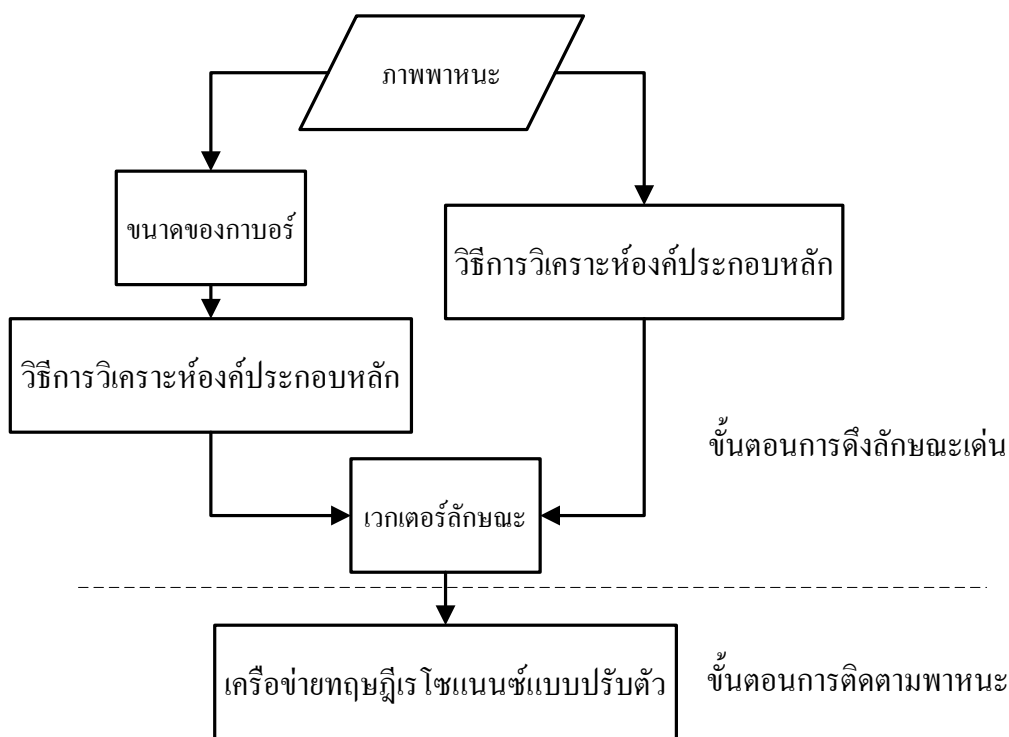 ภาพพาหนะ
ขนาดของกาบอร์
วิธีการวิเคราะห์องค์ประกอบหลัก
วิธีการวิเคราะห์องค์ประกอบหลัก
ขั้นตอนการดึงลักษณะเด่น
เวกเตอร์ลักษณะ
เครือข่ายทฤษฎีเรโซแนนซ์แบบปรับตัว
ขั้นตอนการติดตามพาหนะ